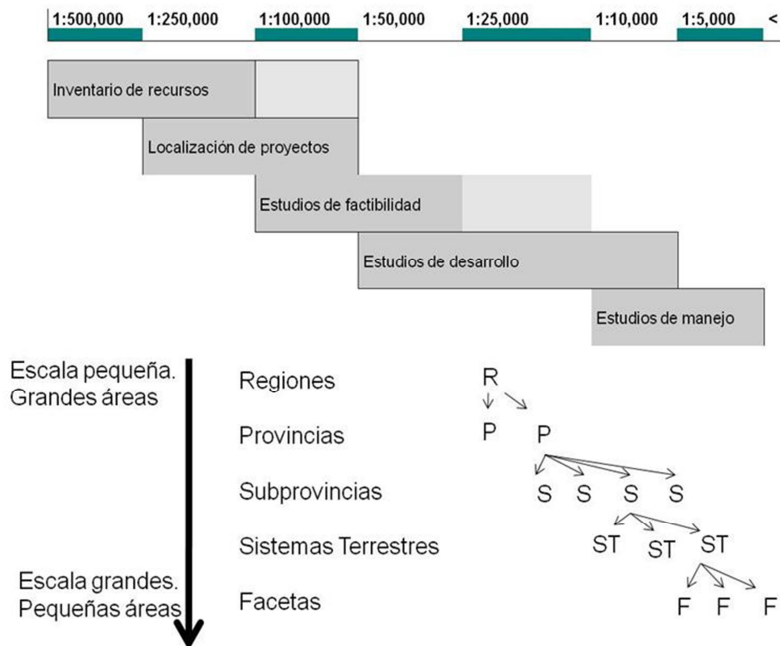 1:500,000 1:250,000 1:100,000 1:50,000 1:25,000 1:10,000 1:5,000 <
Inventario de recursos
Localización de proyectos
Estudios de factibilidad
Estudios de desarrollo
Estudios de manejo
Escala pequeña.
Grandes áreas
Regiones R
Provincias P P
Subprovincias S S S S
Sistemas Terrestres ST ST ST
Escala grandes.
Pequeñas áreas
Facetas F F F